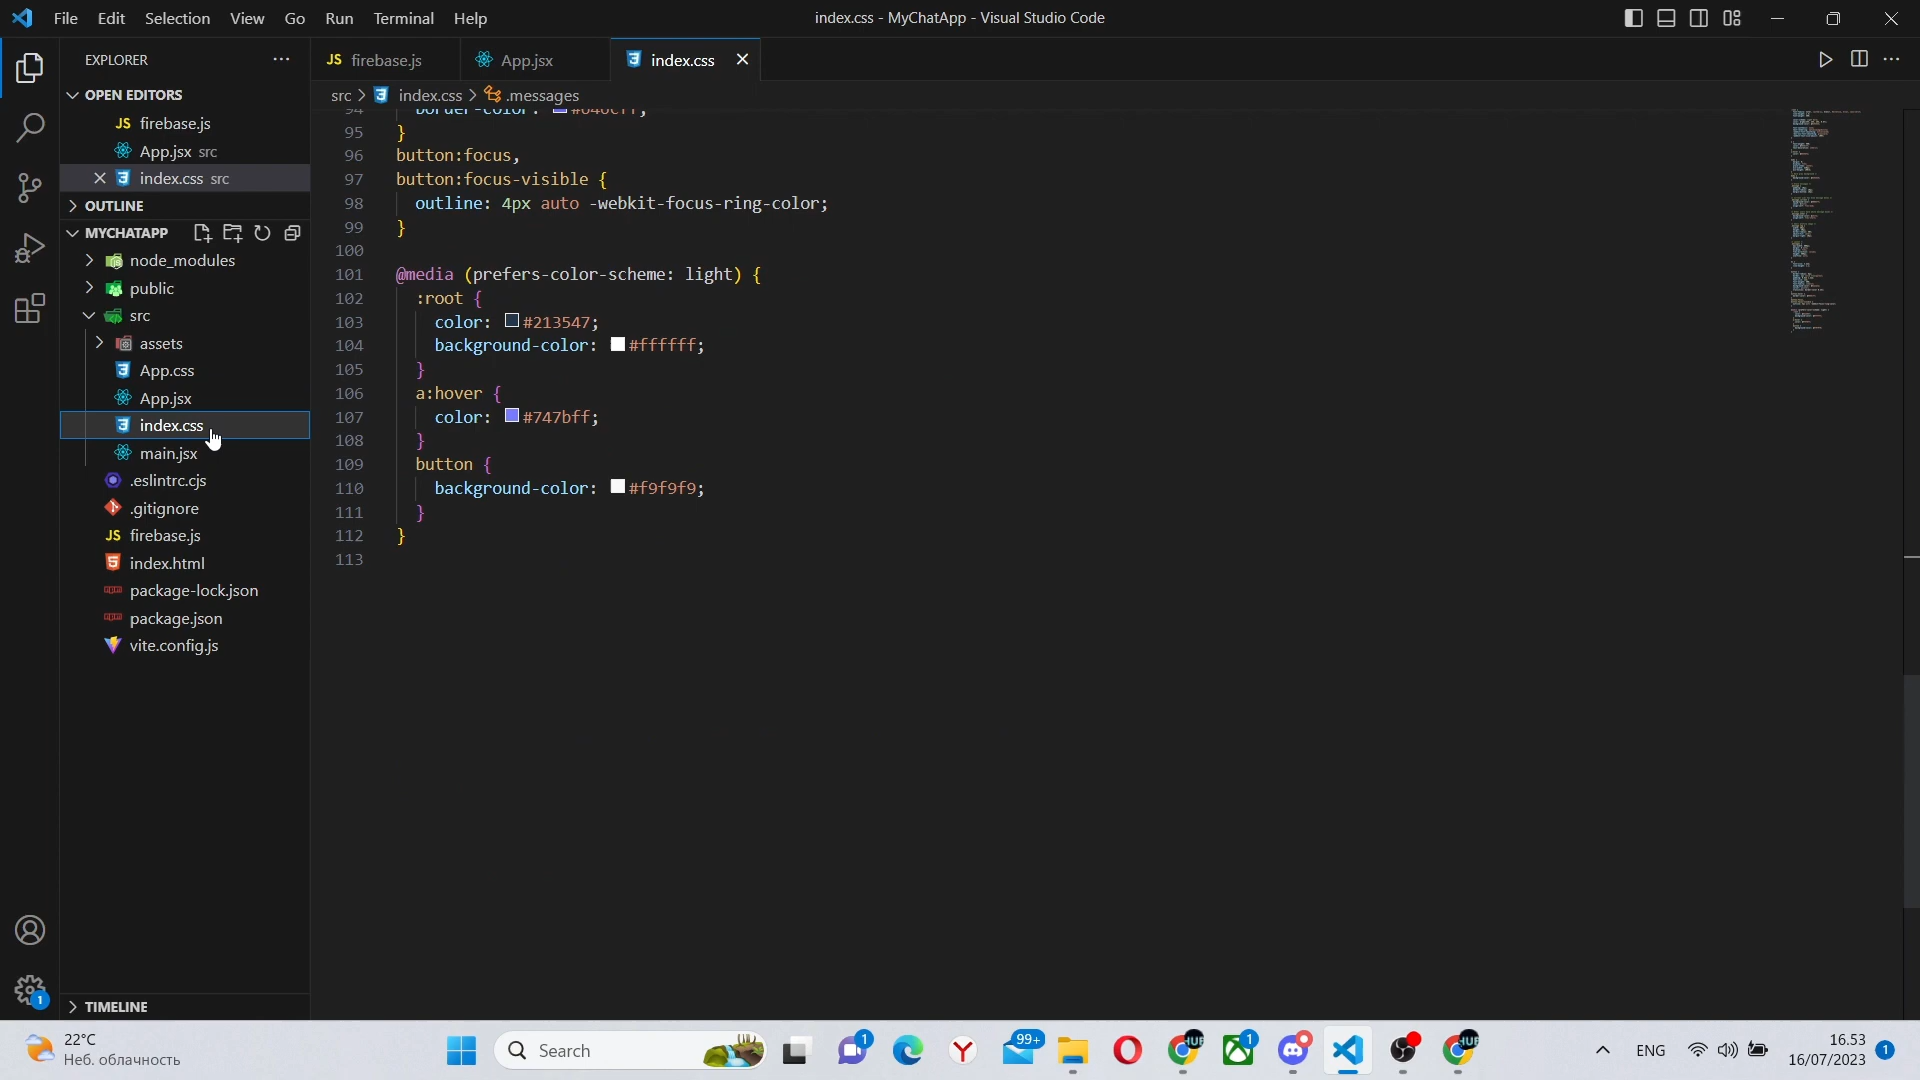 File Edit Selection View Go Run Terminal Help
index.css - MyChatApp - Visual Studio Code
EXPLORER
JS firebase.js
App.jsx
index.css
OPEN EDITORS
src > index.css > .messages
JS firebase.js
App.jsx src
index.css src
OUTLINE
MYCHATAPP
node_modules
public
src
assets
App.css
App.jsx
index.css
main.jsx
.eslintrc.cjs
.gitignore
JS firebase.js
index.html
package-lock.json
package.json
vite.config.js
TIMELINE
95 }
96 button:focus,
97 button:focus-visible {
98 outline: 4px auto -webkit-focus-ring-color;
99 }
100
101 @media (prefers-color-scheme: light) {
102 :root {
103 color: #213547;
104 background-color: #ffffff;
105 }
106 a:hover {
107 color: #747bff;
108 }
109 button {
110 background-color: #f9f9f9;
111 }
112 }
113
1
22°C
Неб. облачность
Search
1
99+
HUB
1
HUB
ENG
16.53
16/07/2023
1